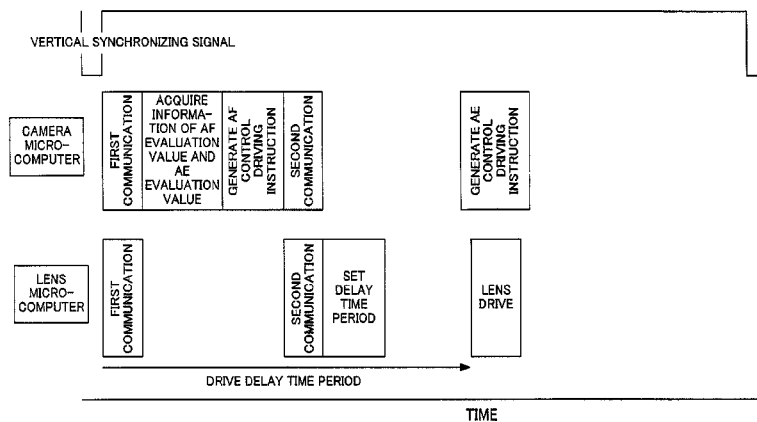 VERTICAL SYNCHRONIZING SIGNAL
CAMERA
MICRO-
COMPUTER
FIRST
COMMUNICATION
ACQUIRE
INFORMA-
TION OF AF
EVALUATION
VALUE AND
AE
EVALUATION
VALUE
GENERATE AF
CONTROL
DRIVING
INSTRUCTION
SECOND
COMMUNICATION
GENERATE AE
CONTROL
DRIVING
INSTRUCTION
LENS
MICRO-
COMPUTER
FIRST
COMMUNICATION
SECOND
COMMUNICATION
SET
DELAY
TIME
PERIOD
LENS
DRIVE
DRIVE DELAY TIME PERIOD
TIME